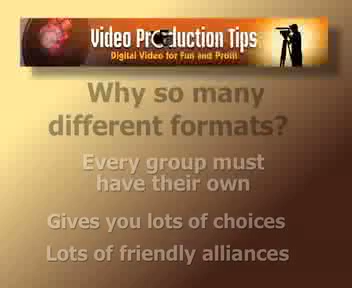 Video Production Tips
Digital Video for Fun and Profit
Why so many
different formats?
Every group must
have their own
Gives you lots of choices
Lots of friendly alliances